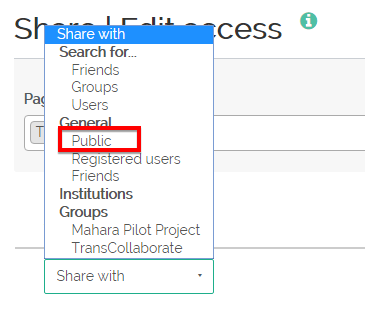 Share | Edit access
Share with
Search for...
Friends
Groups
Users
General
Public
Registered users
Friends
Institutions
Groups
Mahara Pilot Project
TransCollaborate
Pag
T
Share with